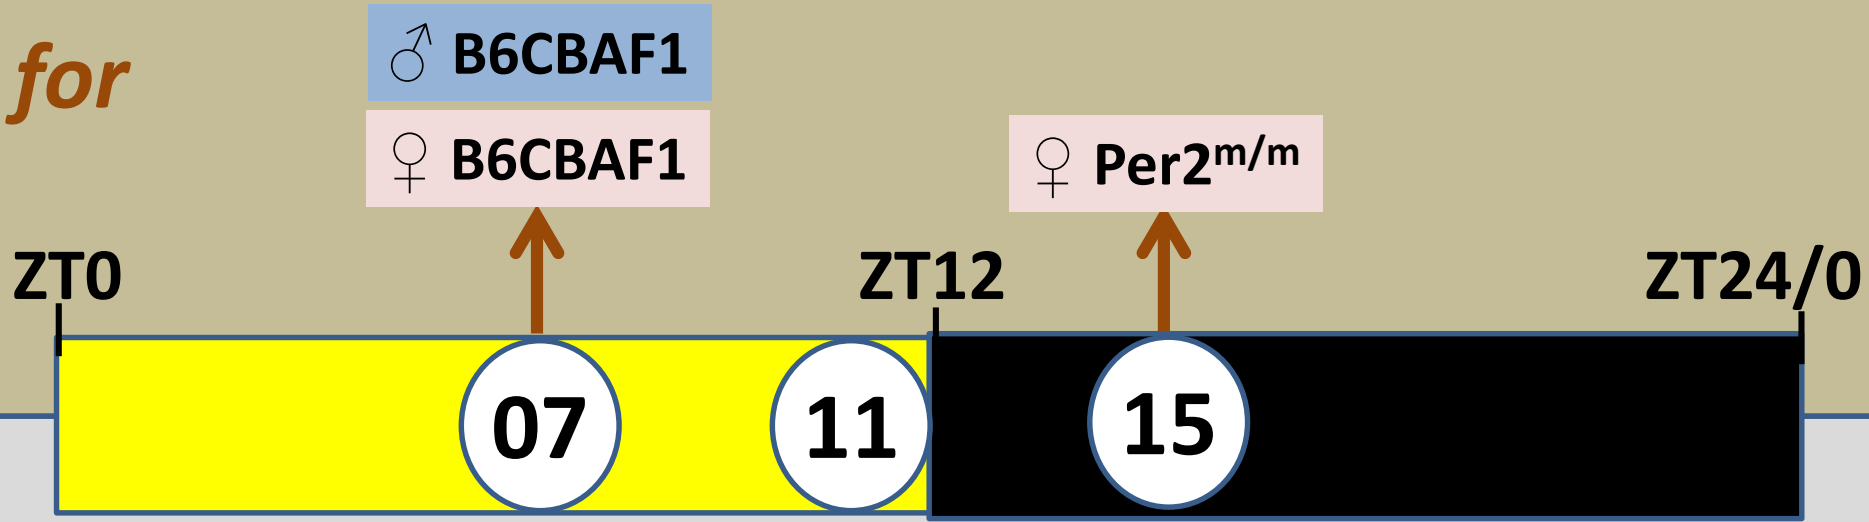 for
♂ B6CBAF1
♀ B6CBAF1
♀ Per2m/m
ZT0 ZT12 ZT24/0
07 11 15